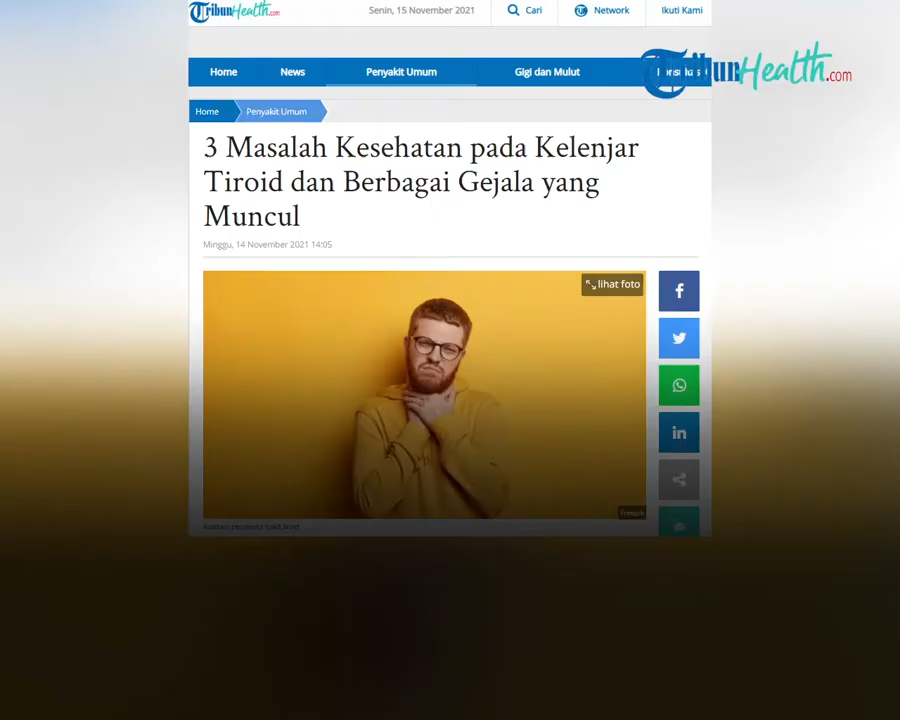 TribunHealth.com
Senin, 15 November 2021
Cari
Network
Ikuti Kami
TribunHealth.com
Home
News
Penyakit Umum
Gigi dan Mulut
Home
Penyakit Umum
3 Masalah Kesehatan pada Kelenjar
Tiroid dan Berbagai Gejala yang
Muncul
Minggu, 14 November 2021 14:05
lihat foto
Freepik